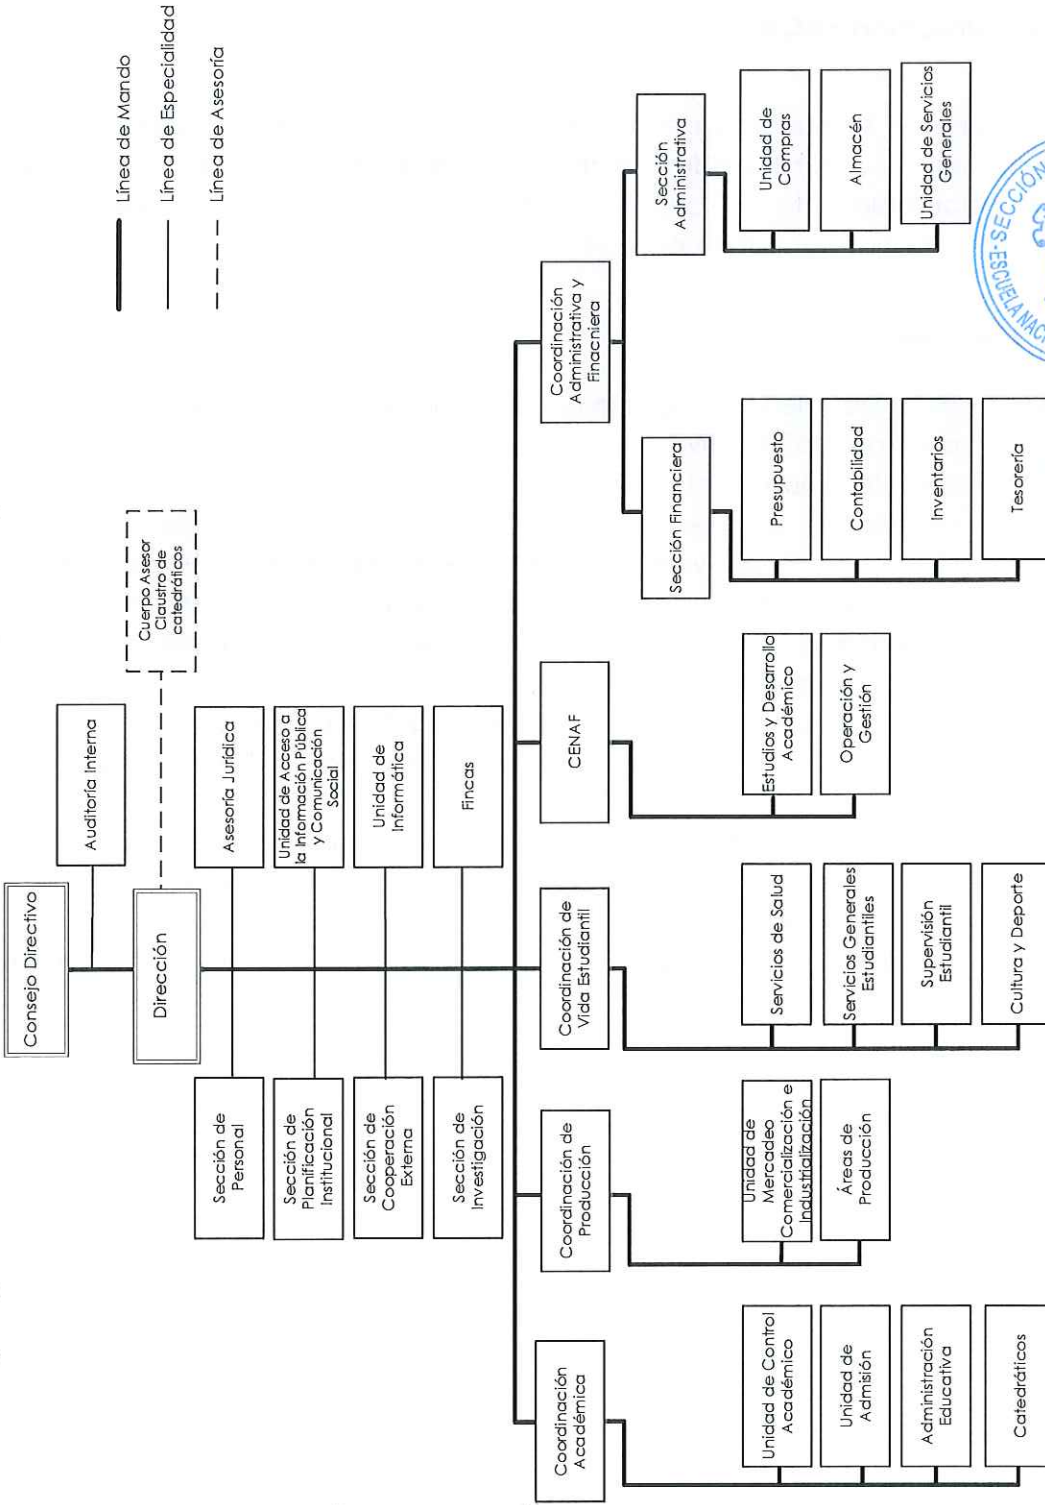 Consejo Directivo
Auditoría Interna
Dirección
Cuerpo Asesor
Claustro de
catedráticos
Línea de Mando
Línea de Especialidad
Línea de Asesoría
Sección de
Personal
Asesoría Jurídica
Sección de
Planificación
Institucional
Unidad de Acceso a
la Información Pública
y Comunicación
Social
Sección de
Cooperación
Externa
Unidad de
Informática
Sección de
Investigación
Fincas
Coordinación
Académica
Coordinación de
Producción
Coordinación de
Vida Estudiantil
CENAF
Coordinación
Administrativa y
Finacniera
Sección Financiera
Sección
Administrativa
Unidad de Control
Académico
Unidad de
Admisión
Administración
Educativa
Catedráticos
Unidad de
Mercadeo
Comercialización e
Industrialización
Áreas de
Producción
Servicios de Salud
Servicios Generales
Estudiantiles
Supervisión
Estudiantil
Cultura y Deporte
Estudios y Desarrollo
Académico
Operación y
Gestión
Presupuesto
Contabilidad
Inventarios
Tesorería
Unidad de
Compras
Almacén
Unidad de Servicios
Generales
ESCUELA
SECCIÓN